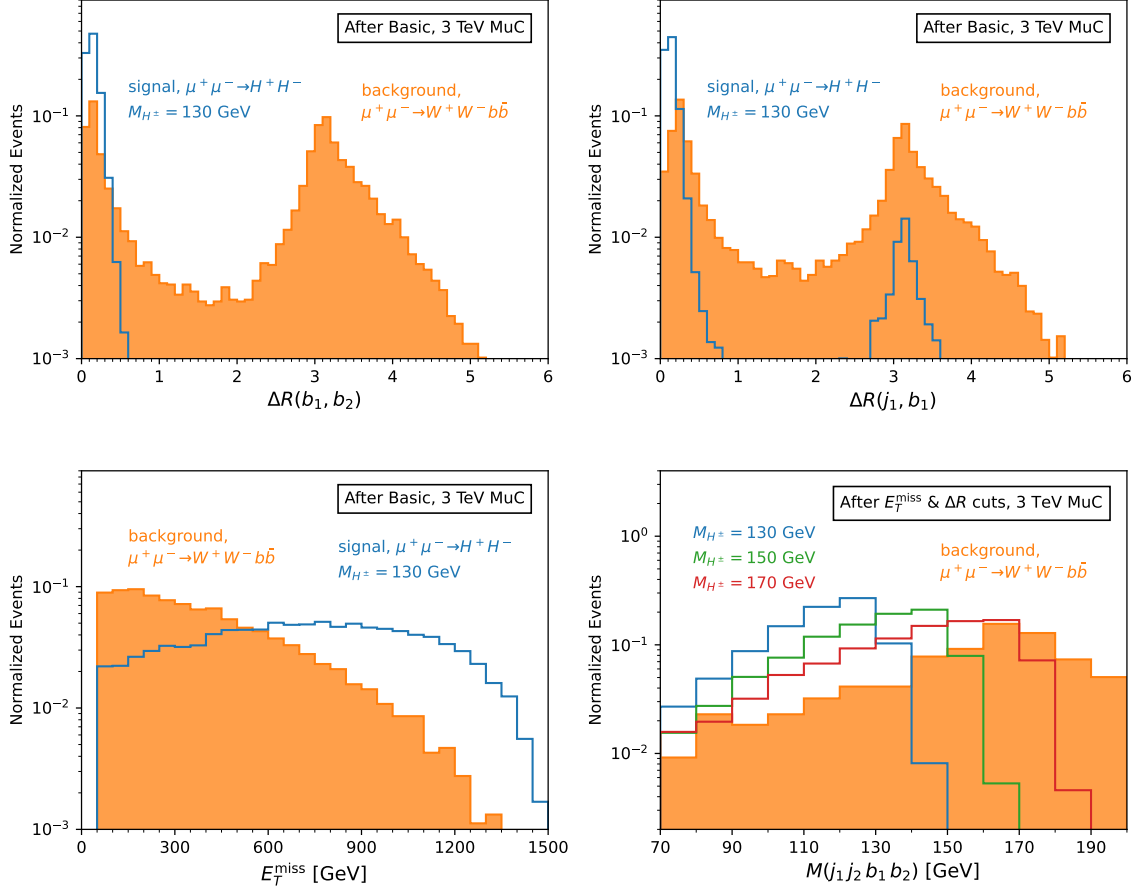 After Basic, 3 TeV MuC
signal, μ⁺μ⁻→H⁺H⁻
M_{H^±} = 130 GeV
background,
μ⁺μ⁻→W⁺W⁻bb̄
Normalized Events
10⁻¹
10⁻²
10⁻³
0 1 2 3 4 5 6
ΔR(b₁, b₂)
After Basic, 3 TeV MuC
signal, μ⁺μ⁻→H⁺H⁻
M_{H^±} = 130 GeV
background,
μ⁺μ⁻→W⁺W⁻bb̄
Normalized Events
10⁻¹
10⁻²
10⁻³
0 1 2 3 4 5 6
ΔR(j₁, b₁)
After Basic, 3 TeV MuC
background,
μ⁺μ⁻→W⁺W⁻bb̄
signal, μ⁺μ⁻→H⁺H⁻
M_{H^±} = 130 GeV
Normalized Events
10⁻¹
10⁻²
10⁻³
0 300 600 900 1200 1500
E_T^{miss} [GeV]
After E_T^{miss} & ΔR cuts, 3 TeV MuC
M_{H^±} = 130 GeV
M_{H^±} = 150 GeV
M_{H^±} = 170 GeV
background,
μ⁺μ⁻→W⁺W⁻bb̄
Normalized Events
10⁰
10⁻¹
10⁻²
70 90 110 130 150 170 190
M(j₁j₂b₁b₂) [GeV]